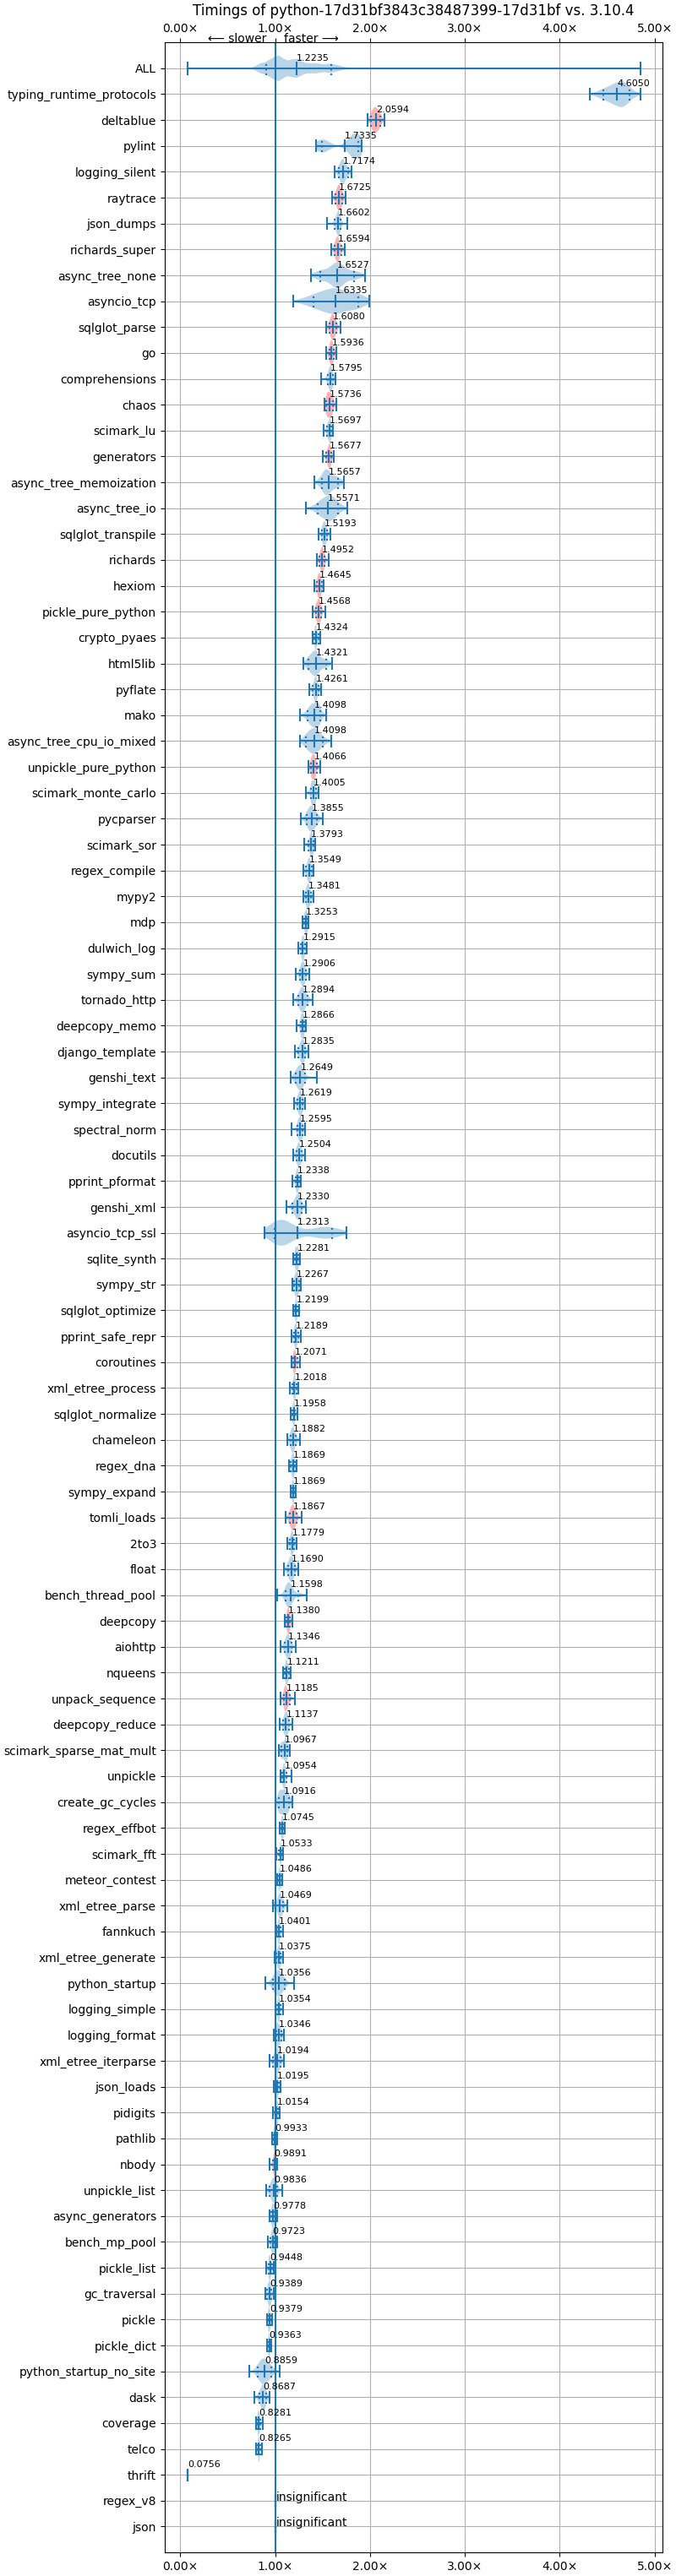 Timings of python-17d31bf3843c38487399-17d31bf vs. 3.10.4
0.00× 1.00× 2.00× 3.00× 4.00× 5.00×
⟵ slower faster ⟶
ALL 1.2235
typing_runtime_protocols 4.6050
deltablue 2.0594
pylint 1.7335
logging_silent 1.7174
raytrace 1.6725
json_dumps 1.6602
richards_super 1.6594
async_tree_none 1.6527
asyncio_tcp 1.6335
sqlglot_parse 1.6080
go 1.5936
comprehensions 1.5795
chaos 1.5736
scimark_lu 1.5697
generators 1.5677
async_tree_memoization 1.5657
async_tree_io 1.5571
sqlglot_transpile 1.5193
richards 1.4952
hexiom 1.4645
pickle_pure_python 1.4568
crypto_pyaes 1.4324
html5lib 1.4321
pyflate 1.4261
mako 1.4098
async_tree_cpu_io_mixed 1.4098
unpickle_pure_python 1.4066
scimark_monte_carlo 1.4005
pycparser 1.3855
scimark_sor 1.3793
regex_compile 1.3549
mypy2 1.3481
mdp 1.3253
dulwich_log 1.2915
sympy_sum 1.2906
tornado_http 1.2894
deepcopy_memo 1.2866
django_template 1.2835
genshi_text 1.2649
sympy_integrate 1.2619
spectral_norm 1.2595
docutils 1.2504
pprint_pformat 1.2338
genshi_xml 1.2330
asyncio_tcp_ssl 1.2313
sqlite_synth 1.2281
sympy_str 1.2267
sqlglot_optimize 1.2199
pprint_safe_repr 1.2189
coroutines 1.2071
xml_etree_process 1.2018
sqlglot_normalize 1.1958
chameleon 1.1882
regex_dna 1.1869
sympy_expand 1.1869
tomli_loads 1.1867
2to3 1.1779
float 1.1690
bench_thread_pool 1.1598
deepcopy 1.1380
aiohttp 1.1346
nqueens 1.1211
unpack_sequence 1.1185
deepcopy_reduce 1.1137
scimark_sparse_mat_mult 1.0967
unpickle 1.0954
create_gc_cycles 1.0916
regex_effbot 1.0745
scimark_fft 1.0533
meteor_contest 1.0486
xml_etree_parse 1.0469
fannkuch 1.0401
xml_etree_generate 1.0375
python_startup 1.0356
logging_simple 1.0354
logging_format 1.0346
xml_etree_iterparse 1.0194
json_loads 1.0195
pidigits 1.0154
pathlib 0.9933
nbody 0.9891
unpickle_list 0.9836
async_generators 0.9778
bench_mp_pool 0.9723
pickle_list 0.9448
gc_traversal 0.9389
pickle 0.9379
pickle_dict 0.9363
python_startup_no_site 0.8859
dask 0.8687
coverage 0.8281
telco 0.8265
thrift 0.0756
regex_v8 insignificant
json insignificant
0.00× 1.00× 2.00× 3.00× 4.00× 5.00×